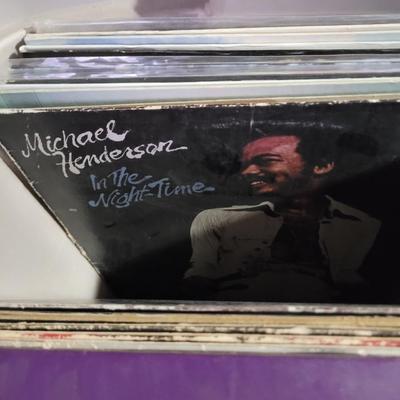 Michael
Henderson
In The
Night-Time